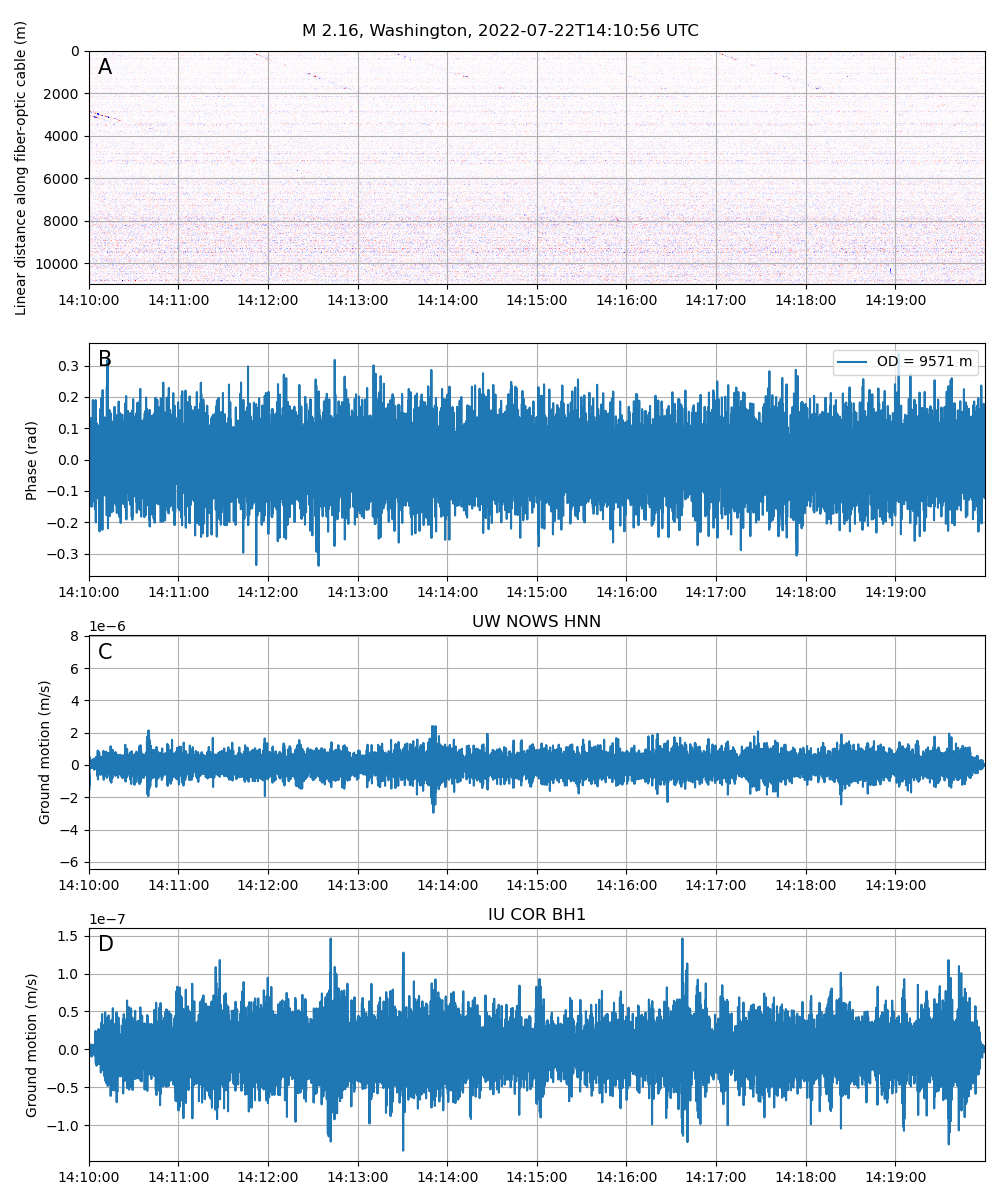 M 2.16, Washington, 2022-07-22T14:10:56 UTC
Linear distance along fiber-optic cable (m)
A
0
2000
4000
6000
8000
10000
14:10:00 14:11:00 14:12:00 14:13:00 14:14:00 14:15:00 14:16:00 14:17:00 14:18:00 14:19:00
Phase (rad)
B
OD = 9571 m
0.3
0.2
0.1
0.0
−0.1
−0.2
−0.3
14:10:00 14:11:00 14:12:00 14:13:00 14:14:00 14:15:00 14:16:00 14:17:00 14:18:00 14:19:00
UW NOWS HNN
1e−6
Ground motion (m/s)
C
8
6
4
2
0
−2
−4
−6
14:10:00 14:11:00 14:12:00 14:13:00 14:14:00 14:15:00 14:16:00 14:17:00 14:18:00 14:19:00
IU COR BH1
1e−7
Ground motion (m/s)
D
1.5
1.0
0.5
0.0
−0.5
−1.0
14:10:00 14:11:00 14:12:00 14:13:00 14:14:00 14:15:00 14:16:00 14:17:00 14:18:00 14:19:00